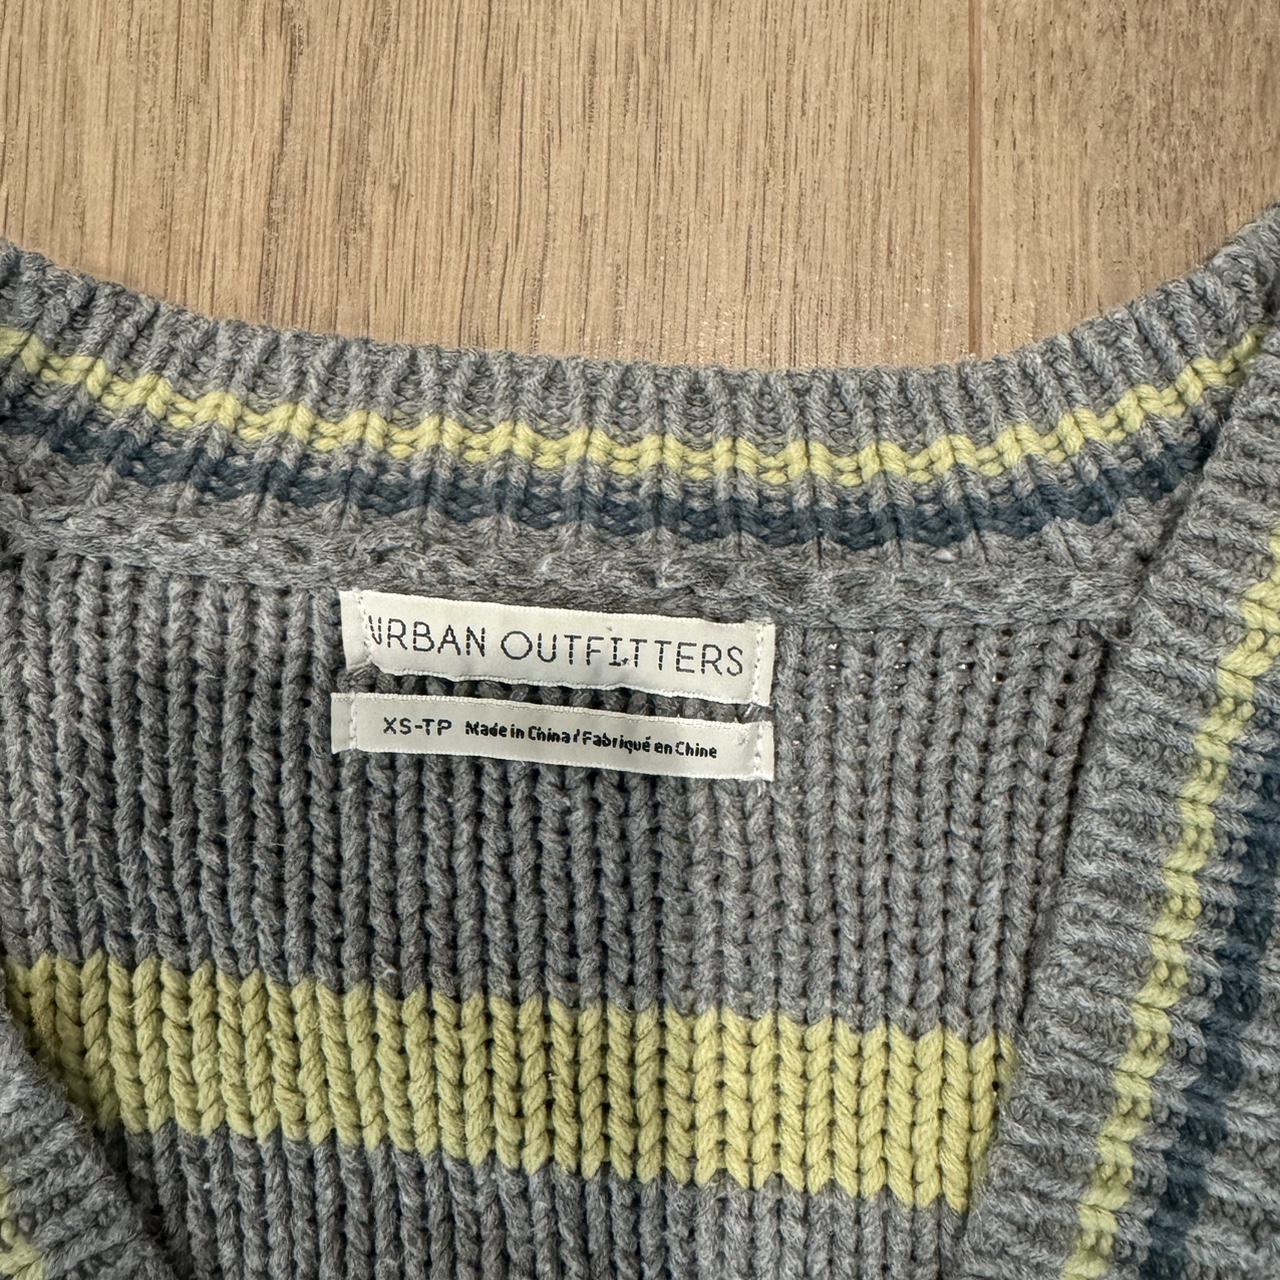 URBAN OUTFITTERS
XS-TP Made in China / Fabriqué en Chine